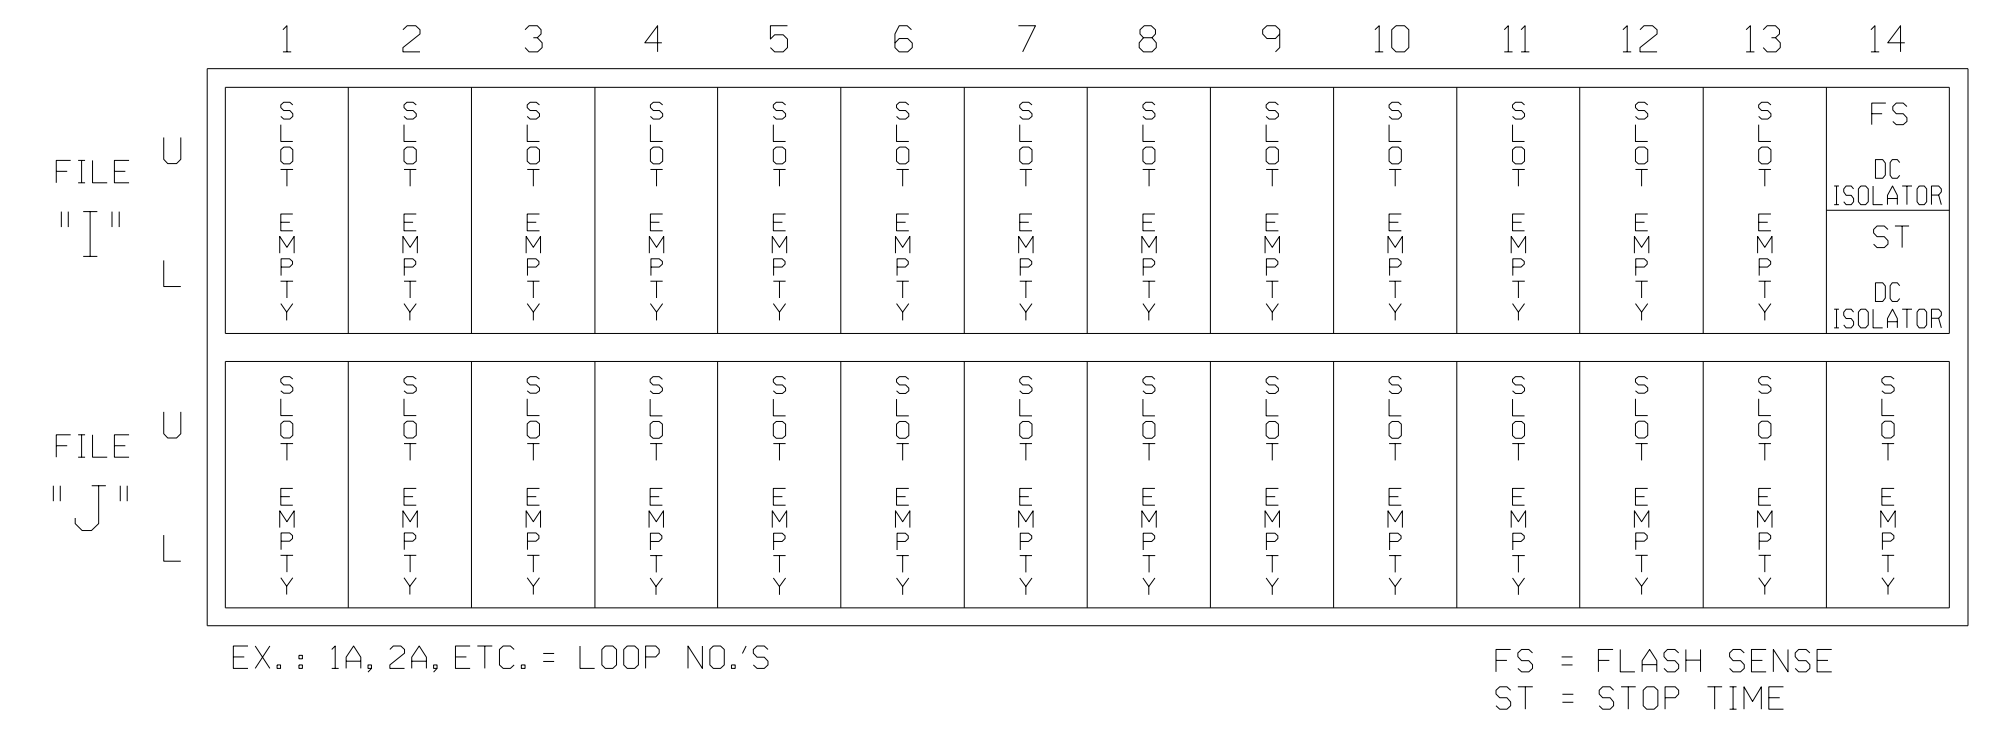 1 2 3 4 5 6 7 8 9 10 11 12 13 14
FILE "I"
U
L
SLOT EMPTY
SLOT EMPTY
SLOT EMPTY
SLOT EMPTY
SLOT EMPTY
SLOT EMPTY
SLOT EMPTY
SLOT EMPTY
SLOT EMPTY
SLOT EMPTY
SLOT EMPTY
SLOT EMPTY
SLOT EMPTY
FS
DC
ISOLATOR
ST
DC
ISOLATOR
FILE "J"
U
L
SLOT EMPTY
SLOT EMPTY
SLOT EMPTY
SLOT EMPTY
SLOT EMPTY
SLOT EMPTY
SLOT EMPTY
SLOT EMPTY
SLOT EMPTY
SLOT EMPTY
SLOT EMPTY
SLOT EMPTY
SLOT EMPTY
SLOT EMPTY
EX.: 1A, 2A, ETC. = LOOP NO.'S
FS = FLASH SENSE
ST = STOP TIME